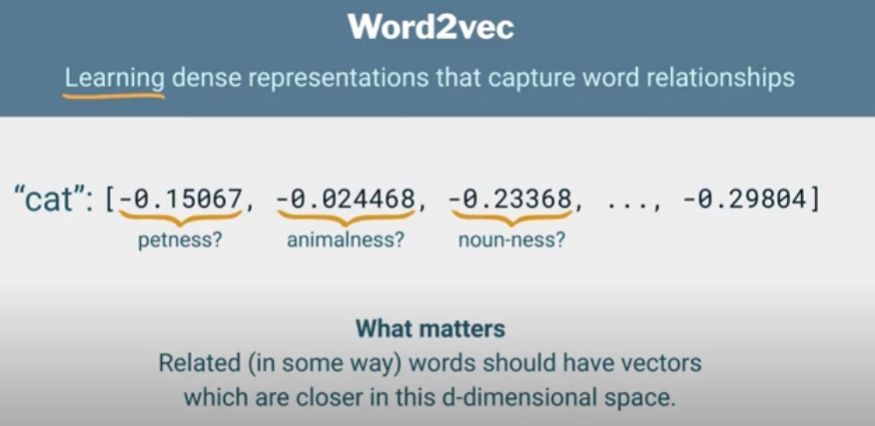 Word2vec
Learning dense representations that capture word relationships
“cat”: [-0.15067, -0.024468, -0.23368, ..., -0.29804]
petness? animalness? noun-ness?
What matters
Related (in some way) words should have vectors
which are closer in this d-dimensional space.